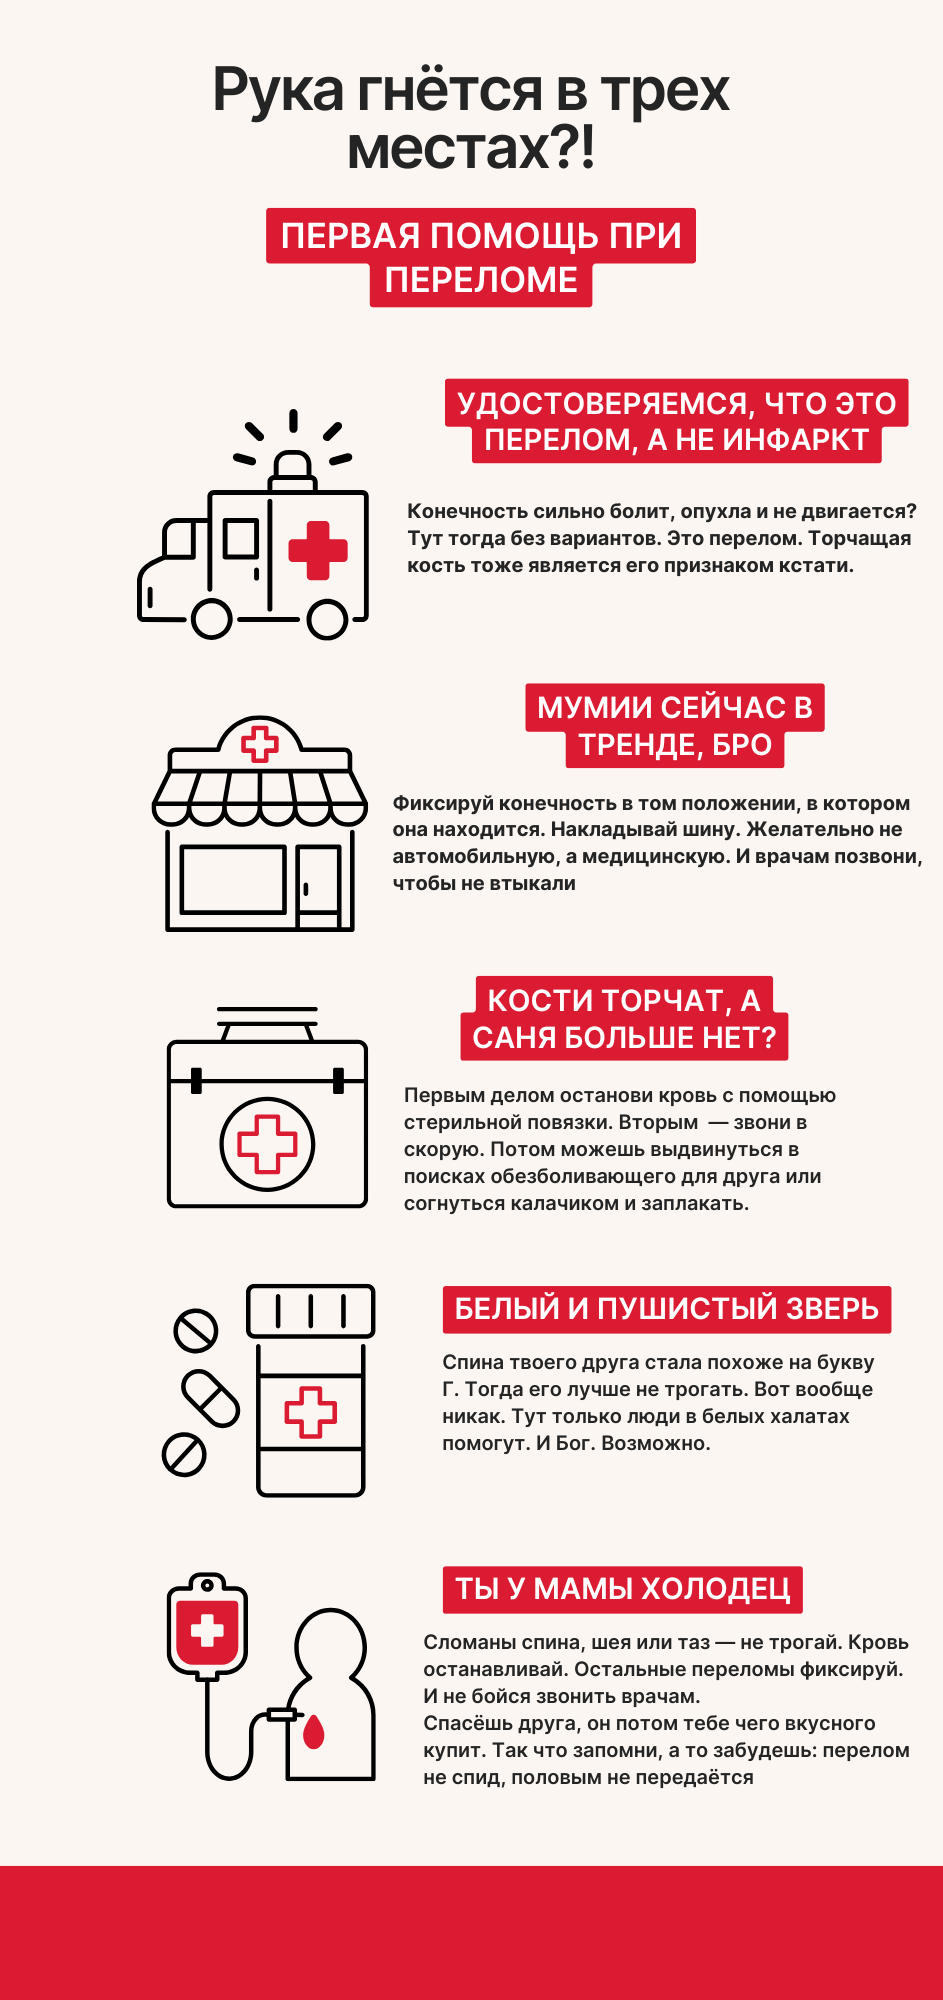 Рука гнётся в трех
местах?!
ПЕРВАЯ ПОМОЩЬ ПРИ
ПЕРЕЛОМЕ
УДОСТОВЕРЯЕМСЯ, ЧТО ЭТО
ПЕРЕЛОМ, А НЕ ИНФАРКТ
Конечность сильно болит, опухла и не двигается?
Тут тогда без вариантов. Это перелом. Торчащая
кость тоже является его признаком кстати.
МУМИИ СЕЙЧАС В
ТРЕНДЕ, БРО
Фиксируй конечность в том положении, в котором
она находится. Накладывай шину. Желательно не
автомобильную, а медицинскую. И врачам позвони,
чтобы не втыкали
КОСТИ ТОРЧАТ, А
САНЯ БОЛЬШЕ НЕТ?
Первым делом останови кровь с помощью
стерильной повязки. Вторым — звони в
скорую. Потом можешь выдвинуться в
поисках обезболивающего для друга или
согнуться калачиком и заплакать.
БЕЛЫЙ И ПУШИСТЫЙ ЗВЕРЬ
Спина твоего друга стала похоже на букву
Г. Тогда его лучше не трогать. Вот вообще
никак. Тут только люди в белых халатах
помогут. И Бог. Возможно.
ТЫ У МАМЫ ХОЛОДЕЦ
Сломаны спина, шея или таз — не трогай. Кровь
останавливай. Остальные переломы фиксируй.
И не бойся звонить врачам.
Спасёшь друга, он потом тебе чего вкусного
купит. Так что запомни, а то забудешь: перелом
не спид, половым не передаётся